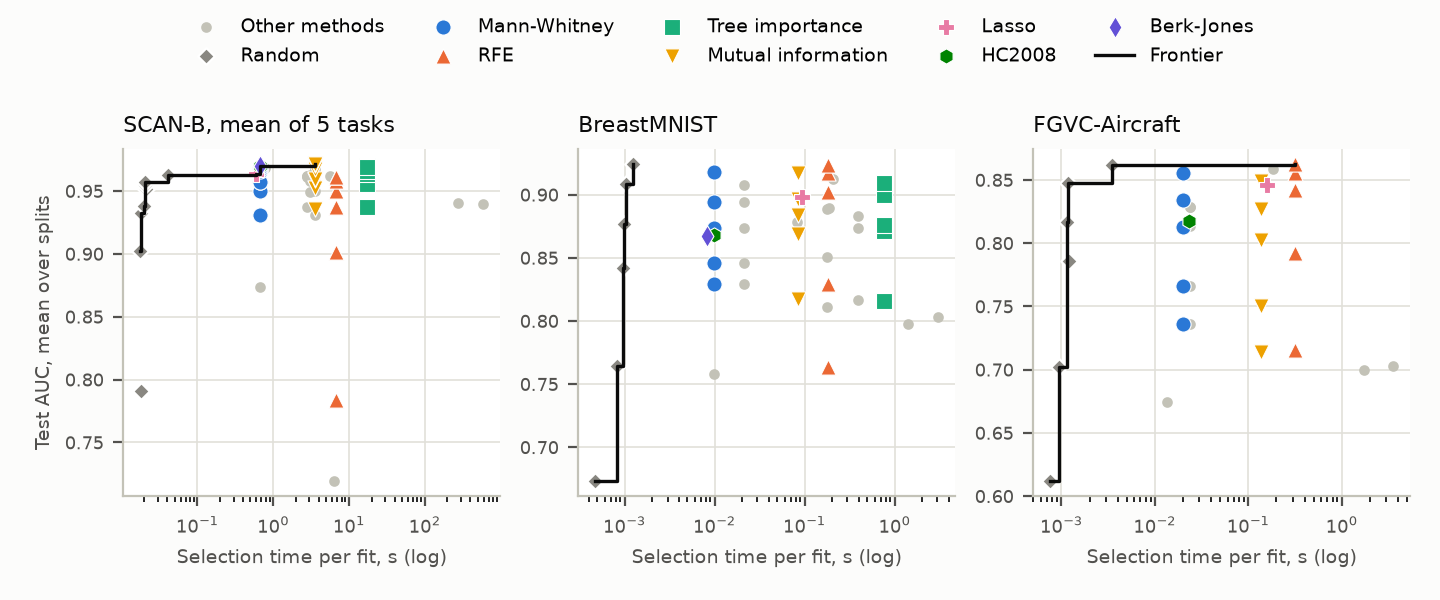 Other methods Mann-Whitney Tree importance Lasso Berk-Jones
Random RFE Mutual information HC2008 Frontier
SCAN-B, mean of 5 tasks
Test AUC, mean over splits
0.95
0.90
0.85
0.80
0.75
10⁻¹ 10⁰ 10¹ 10²
Selection time per fit, s (log)
BreastMNIST
0.90
0.85
0.80
0.75
0.70
10⁻³ 10⁻² 10⁻¹ 10⁰
Selection time per fit, s (log)
FGVC-Aircraft
0.85
0.80
0.75
0.70
0.65
0.60
10⁻³ 10⁻² 10⁻¹ 10⁰
Selection time per fit, s (log)